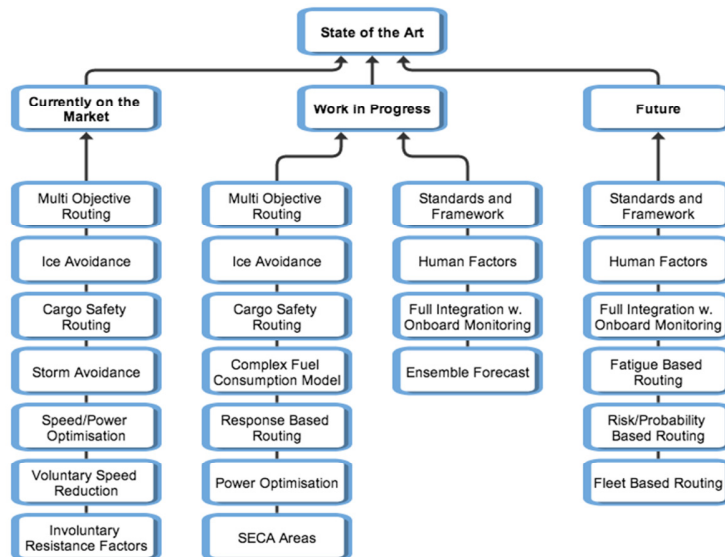 State of the Art
Currently on the
Market
Work in Progress
Future
Multi Objective
Routing
Ice Avoidance
Cargo Safety
Routing
Storm Avoidance
Speed/Power
Optimisation
Voluntary Speed
Reduction
Involuntary
Resistance Factors
Multi Objective
Routing
Ice Avoidance
Cargo Safety
Routing
Complex Fuel
Consumption Model
Response Based
Routing
Power Optimisation
SECA Areas
Standards and
Framework
Human Factors
Full Integration w.
Onboard Monitoring
Ensemble Forecast
Standards and
Framework
Human Factors
Full Integration w.
Onboard Monitoring
Fatigue Based
Routing
Risk/Probability
Based Routing
Fleet Based Routing